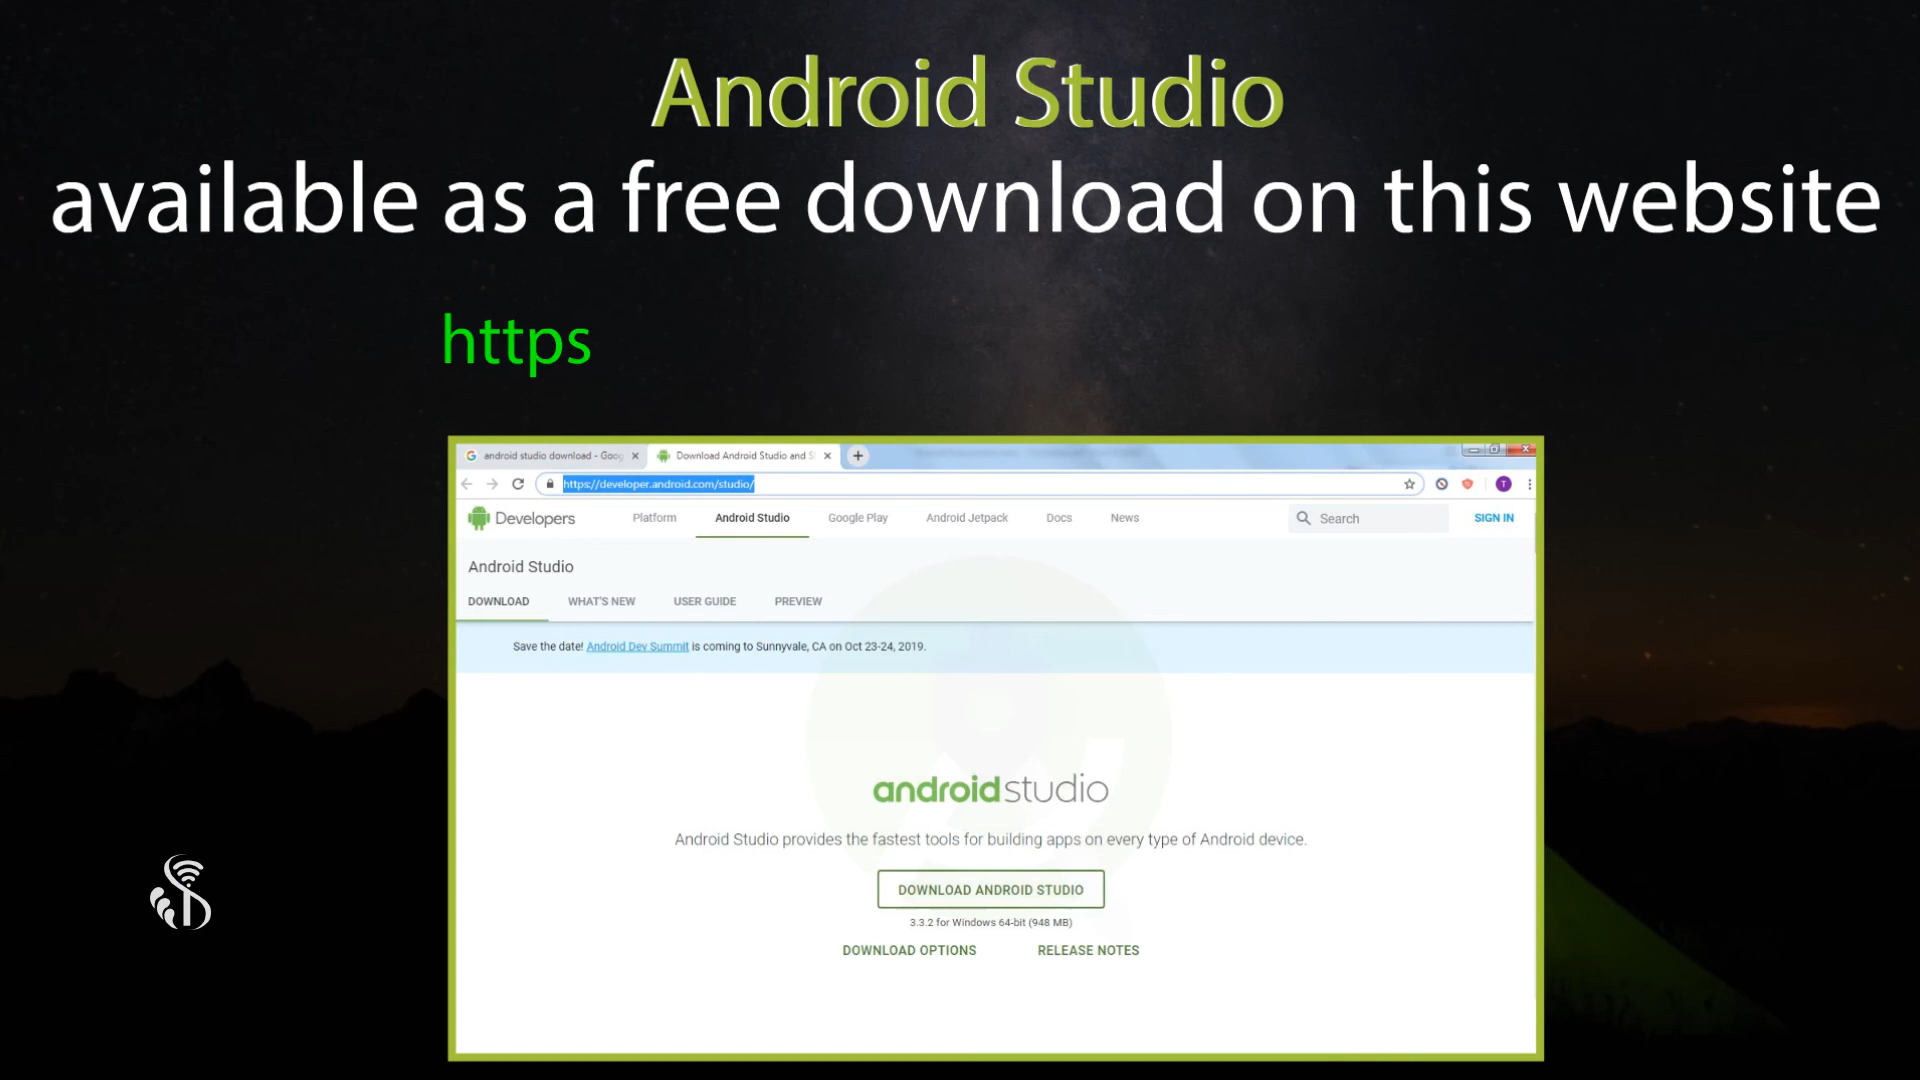 Android Studio
available as a free download on this website
https
android studio download - Goog
Download Android Studio and S
https://developer.android.com/studio/
T
Developers Platform Android Studio Google Play Android Jetpack Docs News Search SIGN IN
Android Studio
DOWNLOAD WHAT'S NEW USER GUIDE PREVIEW
Save the date! Android Dev Summit is coming to Sunnyvale, CA on Oct 23-24, 2019.
androidstudio
Android Studio provides the fastest tools for building apps on every type of Android device.
DOWNLOAD ANDROID STUDIO
3.3.2 for Windows 64-bit (948 MB)
DOWNLOAD OPTIONS RELEASE NOTES